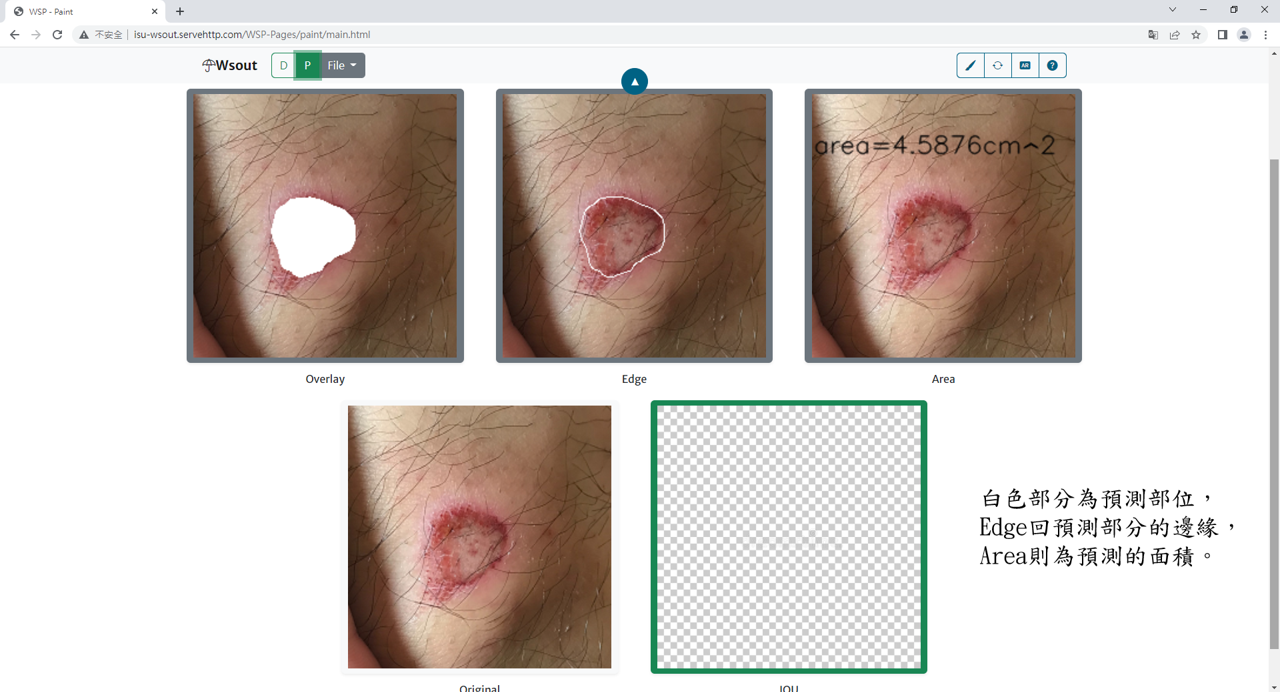 WSP - Paint
不安全 | isu-wsout.servehttp.com/WSP-Pages/paint/main.html
Wsout D P File AR ?
area=4.5876cm^2
Overlay Edge Area
白色部分為預測部位，
Edge回預測部分的邊緣，
Area則為預測的面積。
Original IOU